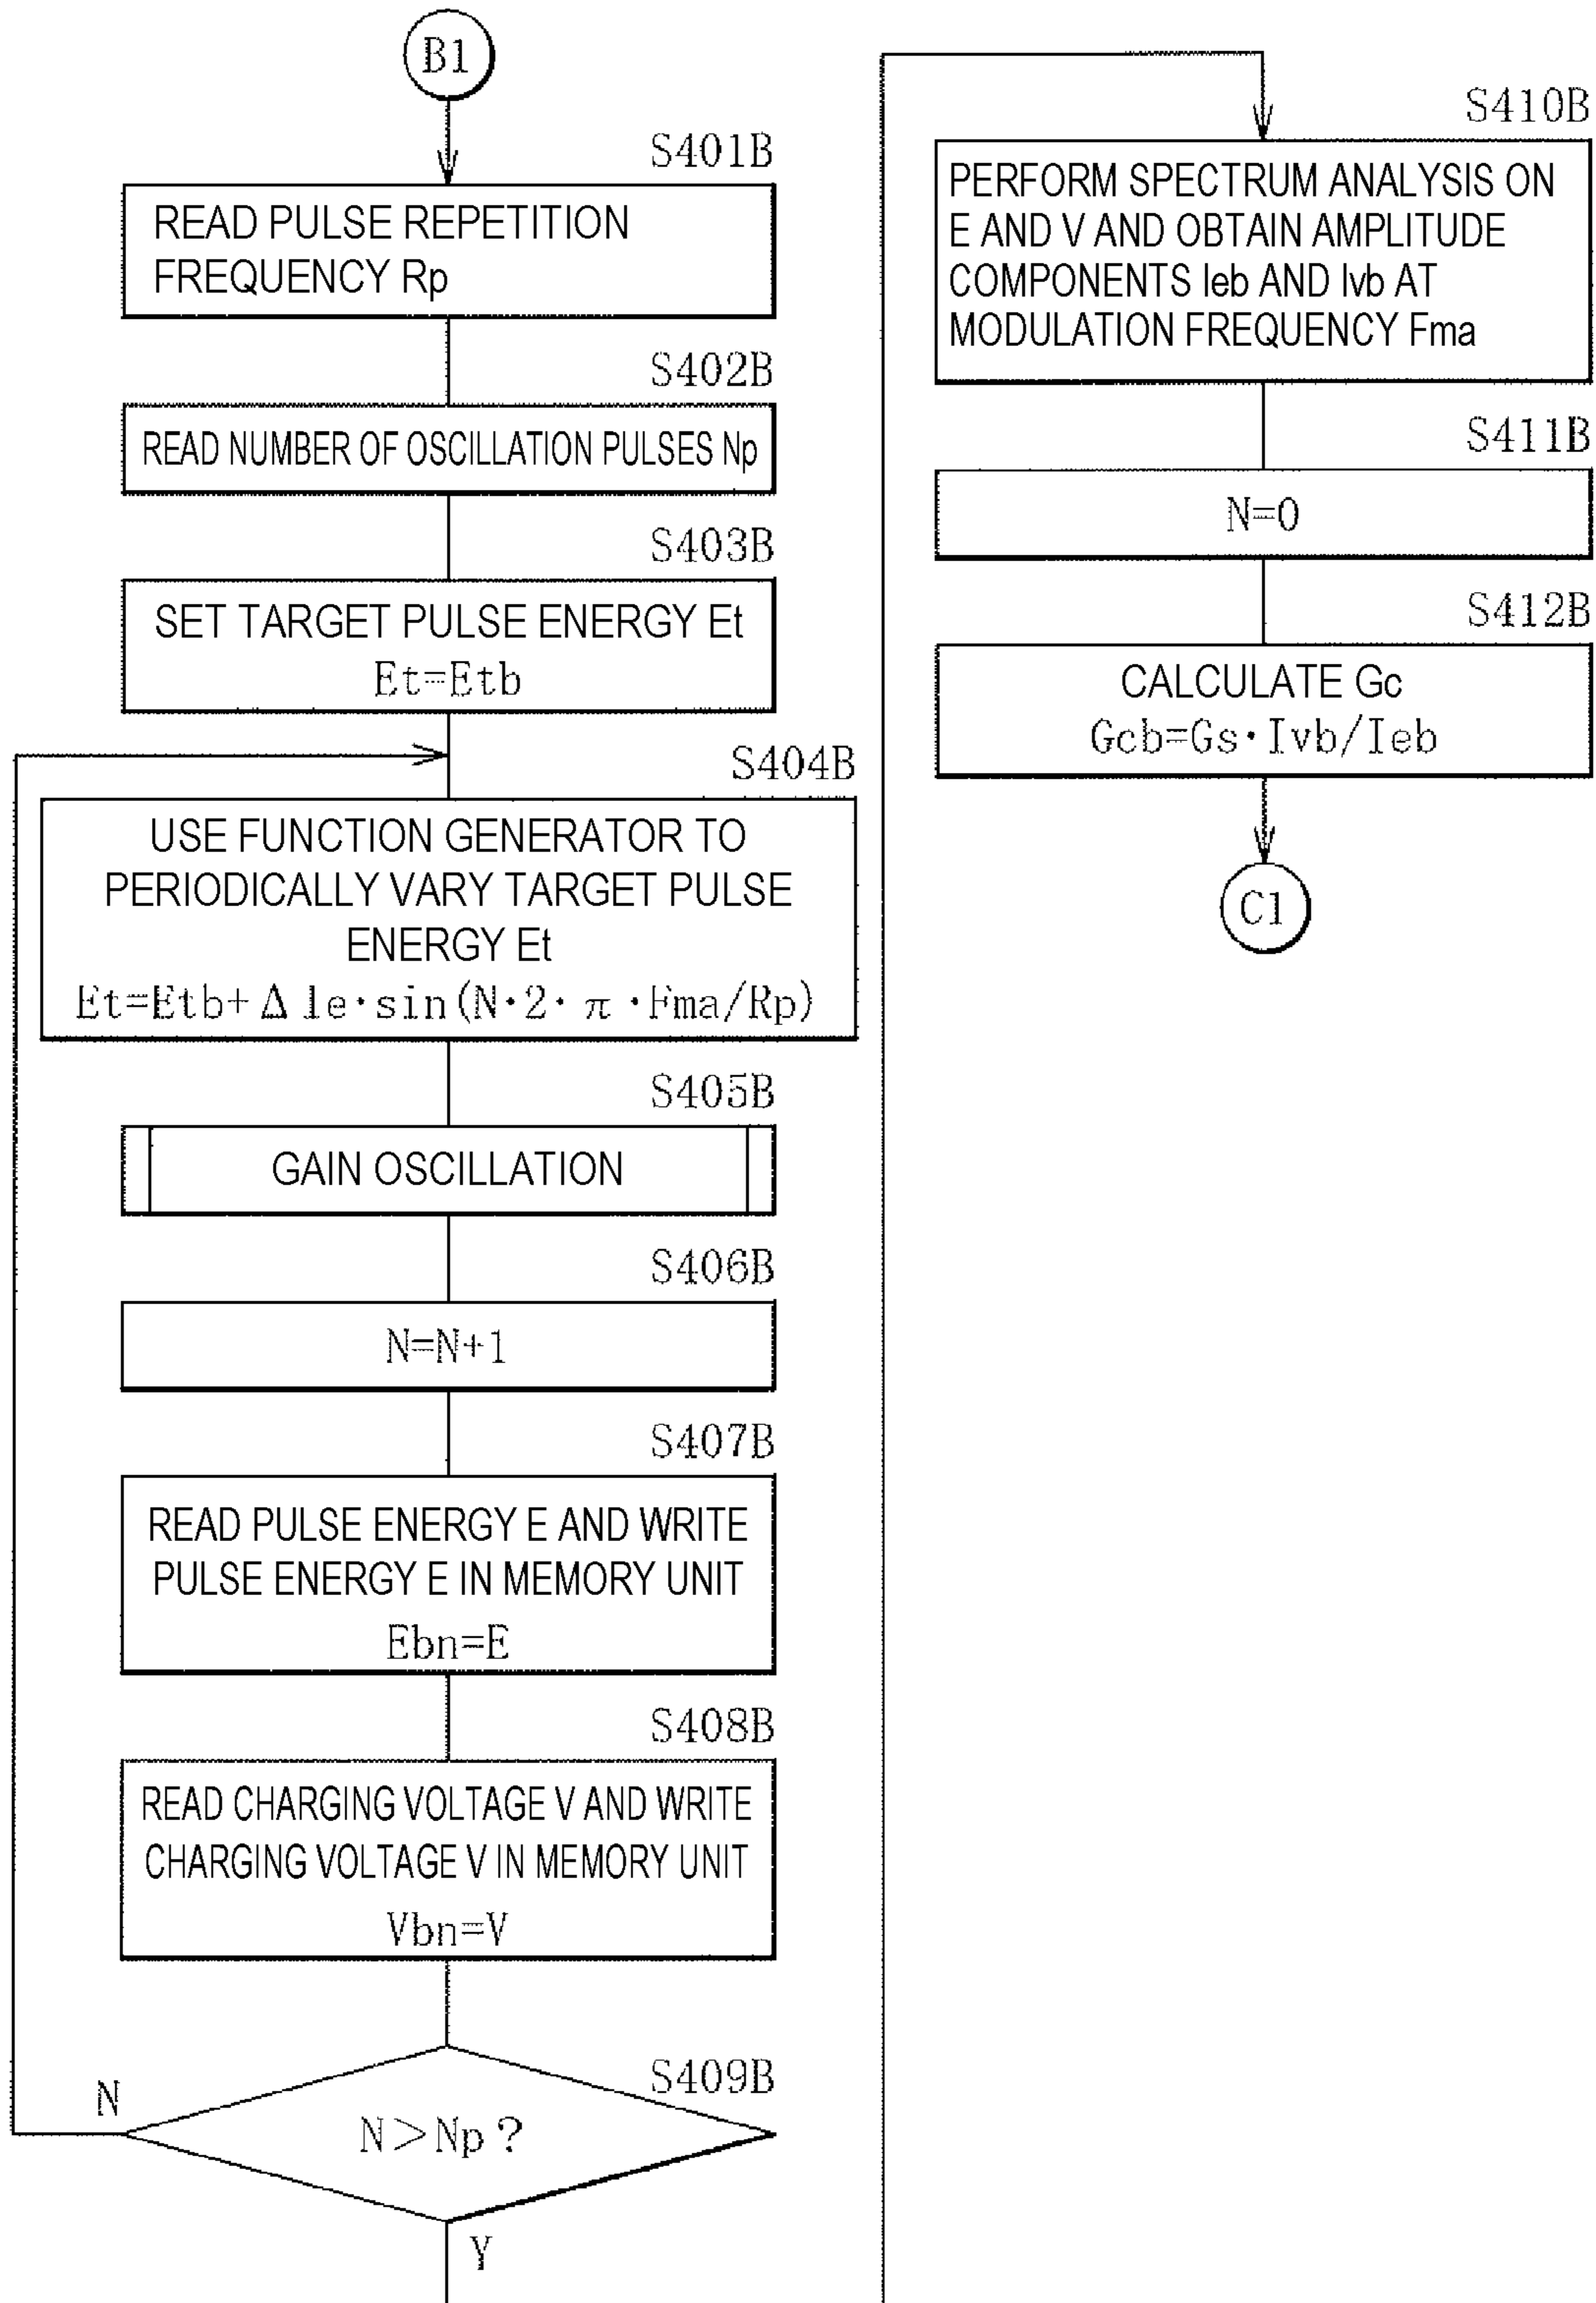 B1
S401B
READ PULSE REPETITION
FREQUENCY Rp
S402B
READ NUMBER OF OSCILLATION PULSES Np
S403B
SET TARGET PULSE ENERGY Et
Et=Etb
S404B
USE FUNCTION GENERATOR TO
PERIODICALLY VARY TARGET PULSE
ENERGY Et
Et=Etb+Δ1e·sin(N·2·π·Fma/Rp)
S405B
GAIN OSCILLATION
S406B
N=N+1
S407B
READ PULSE ENERGY E AND WRITE
PULSE ENERGY E IN MEMORY UNIT
Ebn=E
S408B
READ CHARGING VOLTAGE V AND WRITE
CHARGING VOLTAGE V IN MEMORY UNIT
Vbn=V
S409B
N
N>Np?
Y
S410B
PERFORM SPECTRUM ANALYSIS ON
E AND V AND OBTAIN AMPLITUDE
COMPONENTS Ieb AND Ivb AT
MODULATION FREQUENCY Fma
S411B
N=0
S412B
CALCULATE Gc
Gcb=Gs·Ivb/Ieb
C1